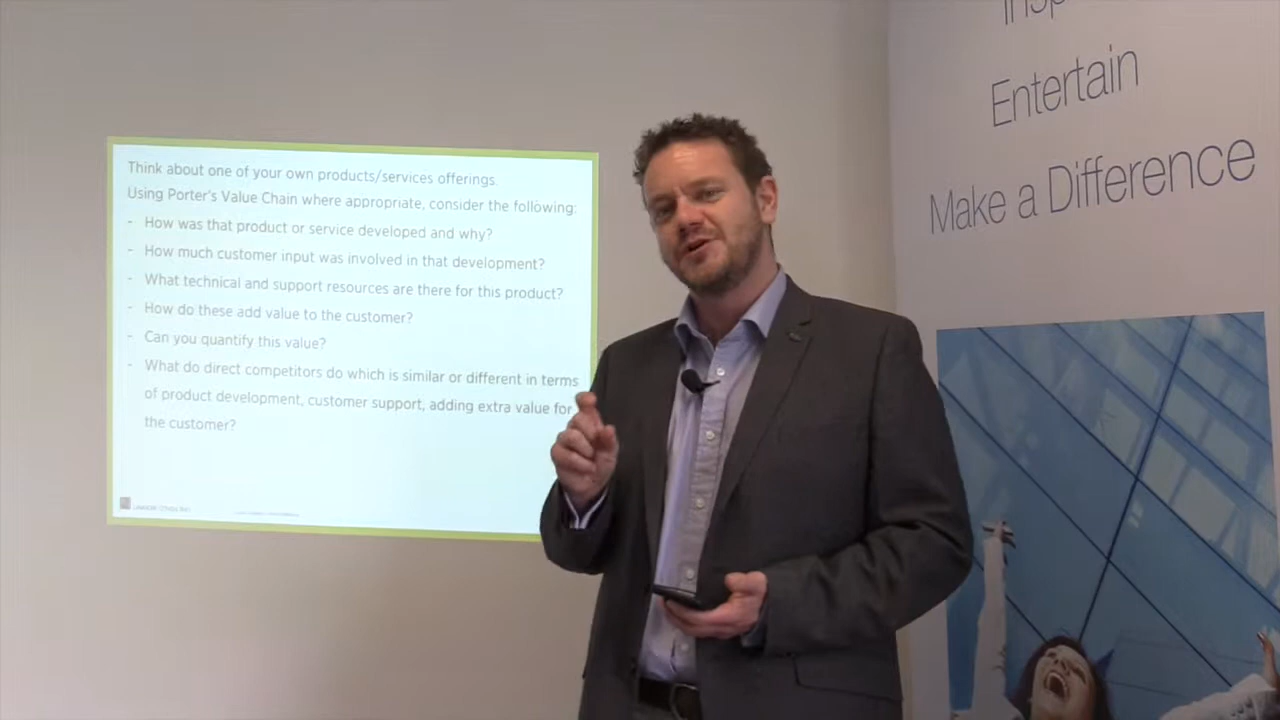 Think about one of your own products/services offerings.
Using Porter's Value Chain where appropriate, consider the following:
- How was that product or service developed and why?
- How much customer input was involved in that development?
- What technical and support resources are there for this product?
- How do these add value to the customer?
- Can you quantify this value?
- What do direct competitors do which is similar or different in terms
of product development, customer support, adding extra value for
the customer?
Entertain
Make a Difference